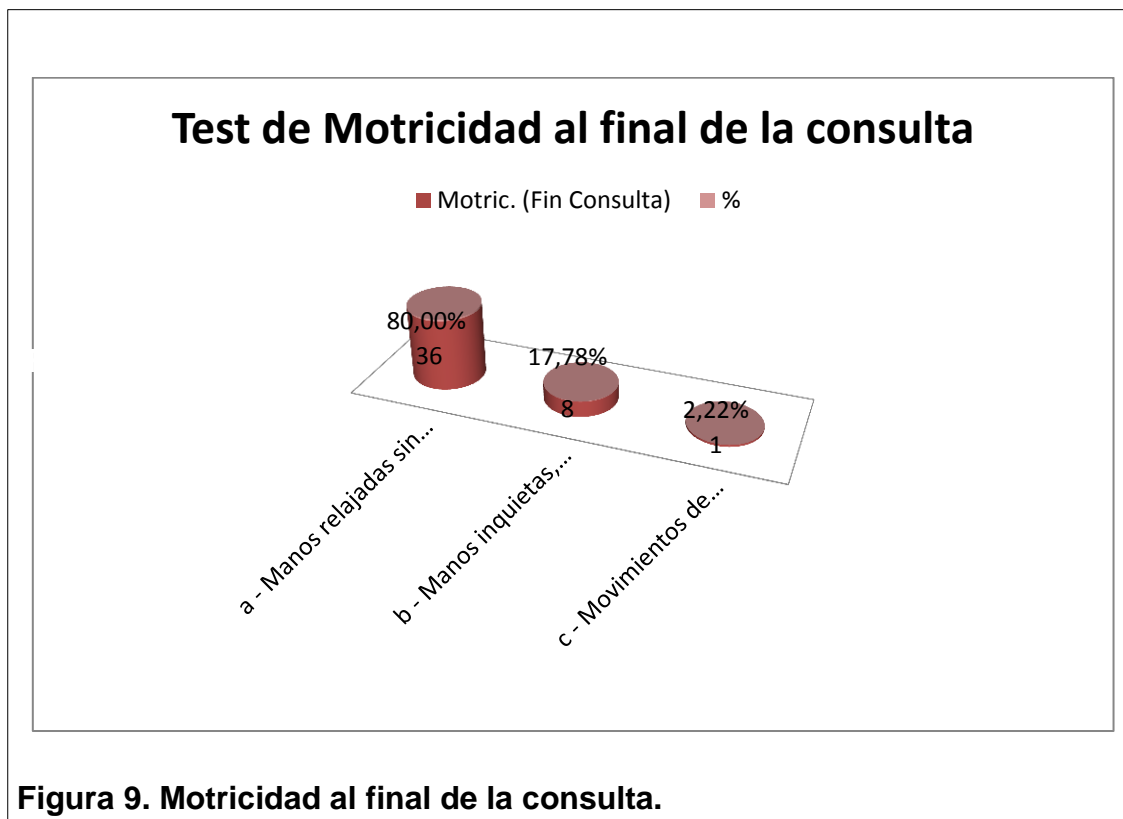 Test de Motricidad al final de la consulta
Motric. (Fin Consulta) %
80,00%
36
17,78%
8
2,22%
1
a - Manos relajadas sin...
b - Manos inquietas,...
c - Movimientos de...
Figura 9. Motricidad al final de la consulta.